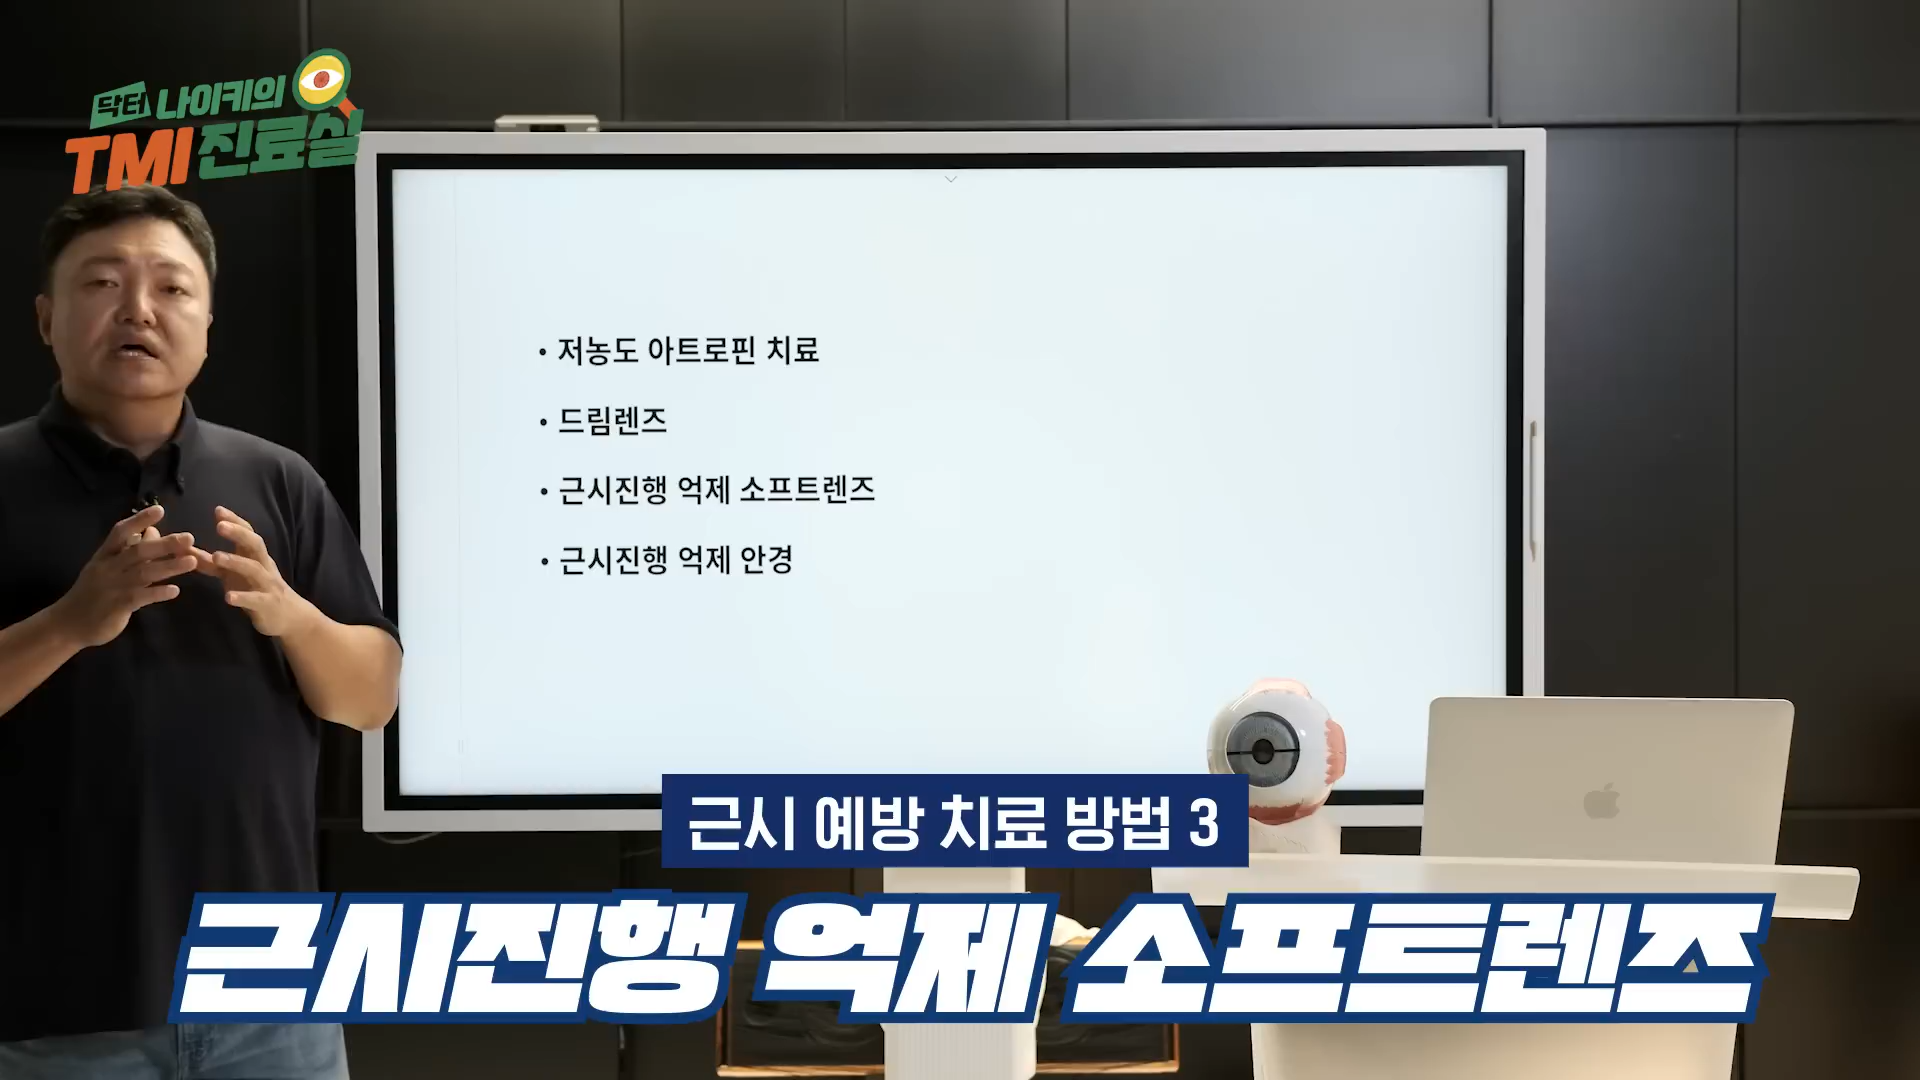 닥터 나이키의
TMI 진료실
• 저농도 아트로핀 치료
• 드림렌즈
• 근시진행 억제 소프트렌즈
• 근시진행 억제 안경
근시 예방 치료 방법 3
근시진행 억제 소프트렌즈